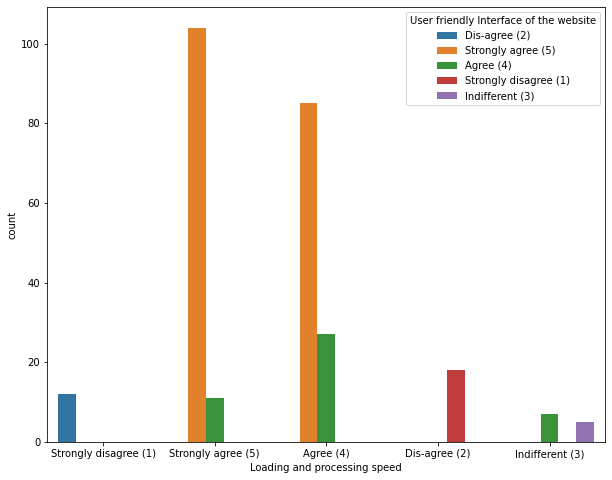 User friendly Interface of the website
Dis-agree (2)
Strongly agree (5)
Agree (4)
Strongly disagree (1)
Indifferent (3)
100
80
60
40
20
0
count
Strongly disagree (1) Strongly agree (5) Agree (4) Dis-agree (2) Indifferent (3)
Loading and processing speed